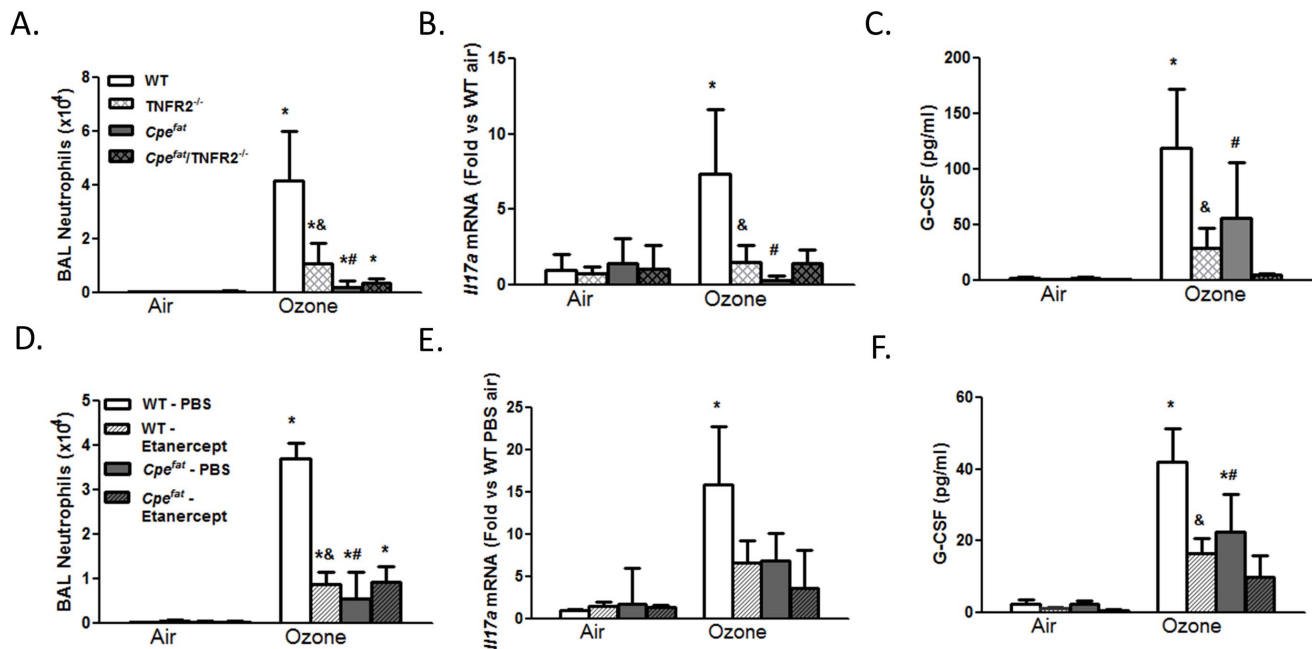 A.
BAL Neutrophils (x10⁴)
8
6
4
2
0
WT
TNFR2⁻/⁻
Cpeᶠᵃᵗ
Cpeᶠᵃᵗ/TNFR2⁻/⁻
*
*&
*#
*
Air
Ozone
B.
Il17a mRNA (Fold vs WT air)
15
10
5
0
*
&
#
Air
Ozone
C.
G-CSF (pg/ml)
200
150
100
50
0
*
&
#
Air
Ozone
D.
BAL Neutrophils (x10⁴)
5
4
3
2
1
0
WT - PBS
WT -
Etanercept
Cpeᶠᵃᵗ - PBS
Cpeᶠᵃᵗ -
Etanercept
*
*&
*#
*
Air
Ozone
E.
Il17a mRNA (Fold vs WT PBS air)
25
20
15
10
5
0
*
Air
Ozone
F.
G-CSF (pg/ml)
60
40
20
0
*
&
*#
Air
Ozone